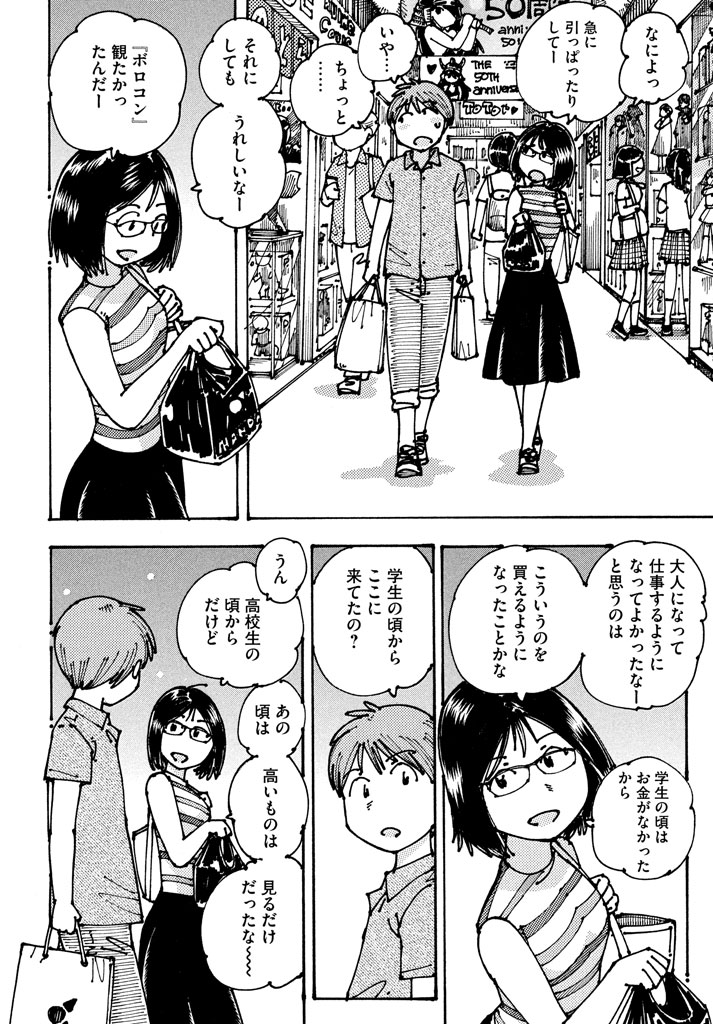 なによっ
急に
引っぱったり
してー
いや…
ちょっと
……
50周
anni
50
THE
50TH
anniversa
TOTOY
それに
しても
うれしいなー
『ボロコン』
観たかっ
たんだー
大人になって
仕事するように
なってよかったなー
と思うのは
こういうのを
買えるように
なったことかな
学生の頃は
お金がなかった
から
学生の頃から
ここに
来てたの?
うん
高校生の
頃から
だけど
あの
頃は
高いものは
見るだけ
だったな〜〜